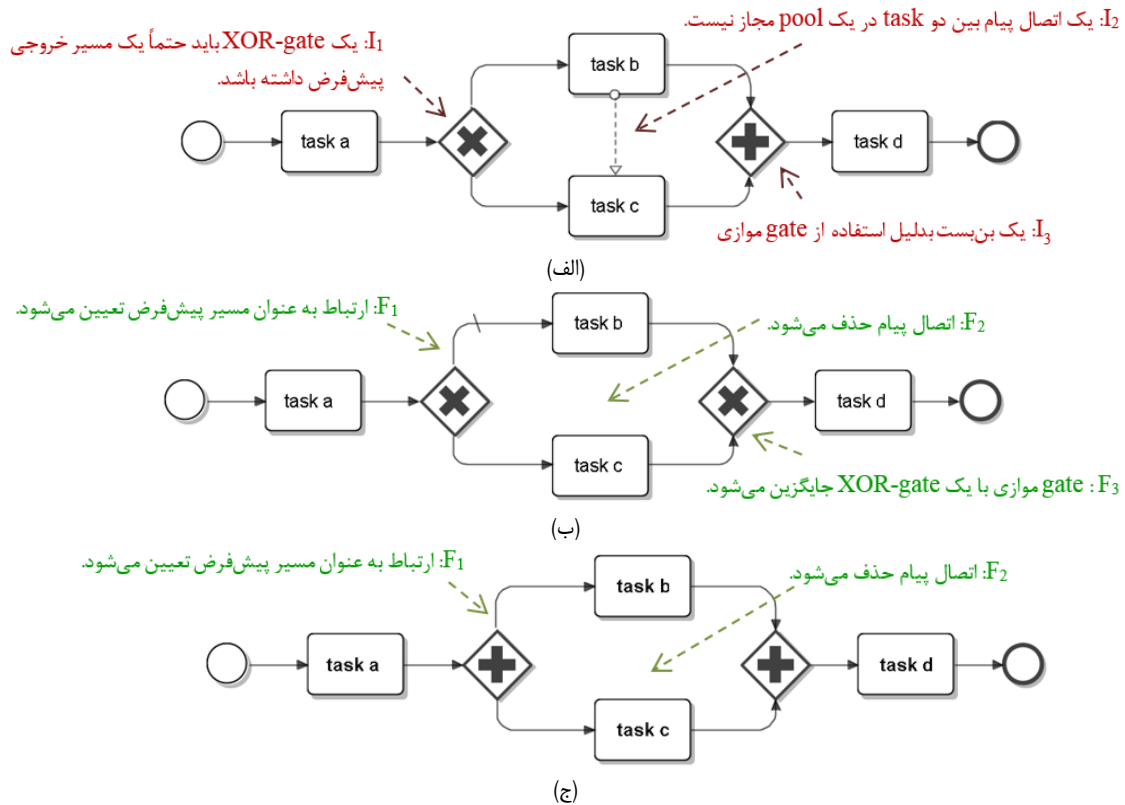 I2: یک اتصال پیام بین دو task در یک pool مجاز نیست.
I1: یک XOR-gate باید حتماً یک مسیر خروجی
پیش‌فرض داشته باشد.
task b
task a
task d
task c
I3: یک بن‌بست بدلیل استفاده از gate موازی
(الف)
F1: ارتباط به عنوان مسیر پیش‌فرض تعیین می‌شود.
F2: اتصال پیام حذف می‌شود.
task b
task a
task d
task c
F3: gate موازی با یک XOR-gate جایگزین می‌شود.
(ب)
F1: ارتباط به عنوان مسیر پیش‌فرض تعیین می‌شود.
F2: اتصال پیام حذف می‌شود.
task b
task a
task d
task c
(ج)